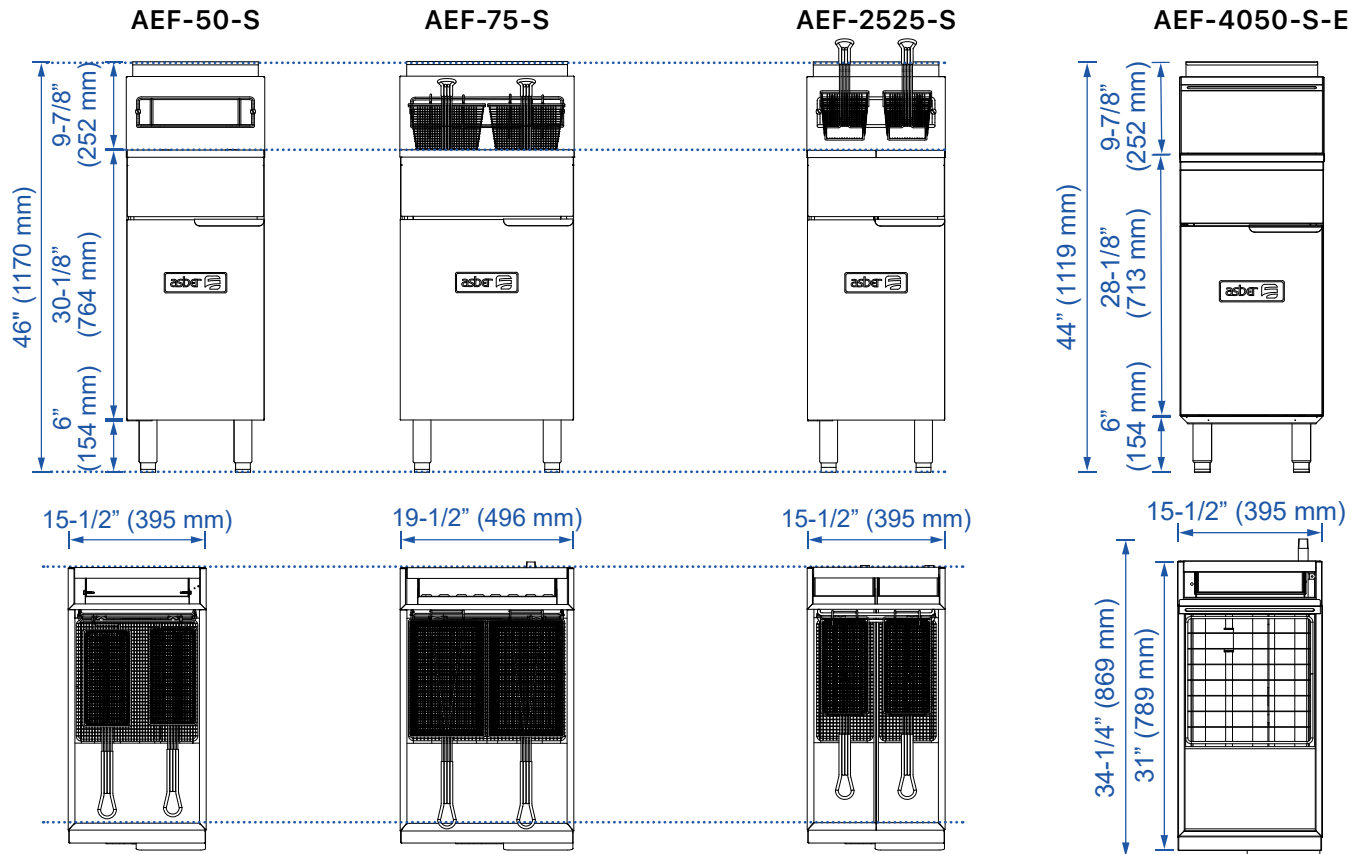 AEF-50-S
AEF-75-S
AEF-2525-S
AEF-4050-S-E
46" (1170 mm)
9-7/8”
(252 mm)
30-1/8”
(764 mm)
6”
(154 mm)
asber
asber
asber
44” (1119 mm)
9-7/8”
(252 mm)
28-1/8”
(713 mm)
6”
(154 mm)
asber
15-1/2” (395 mm)
19-1/2” (496 mm)
15-1/2” (395 mm)
15-1/2” (395 mm)
34-1/4” (869 mm)
31” (789 mm)